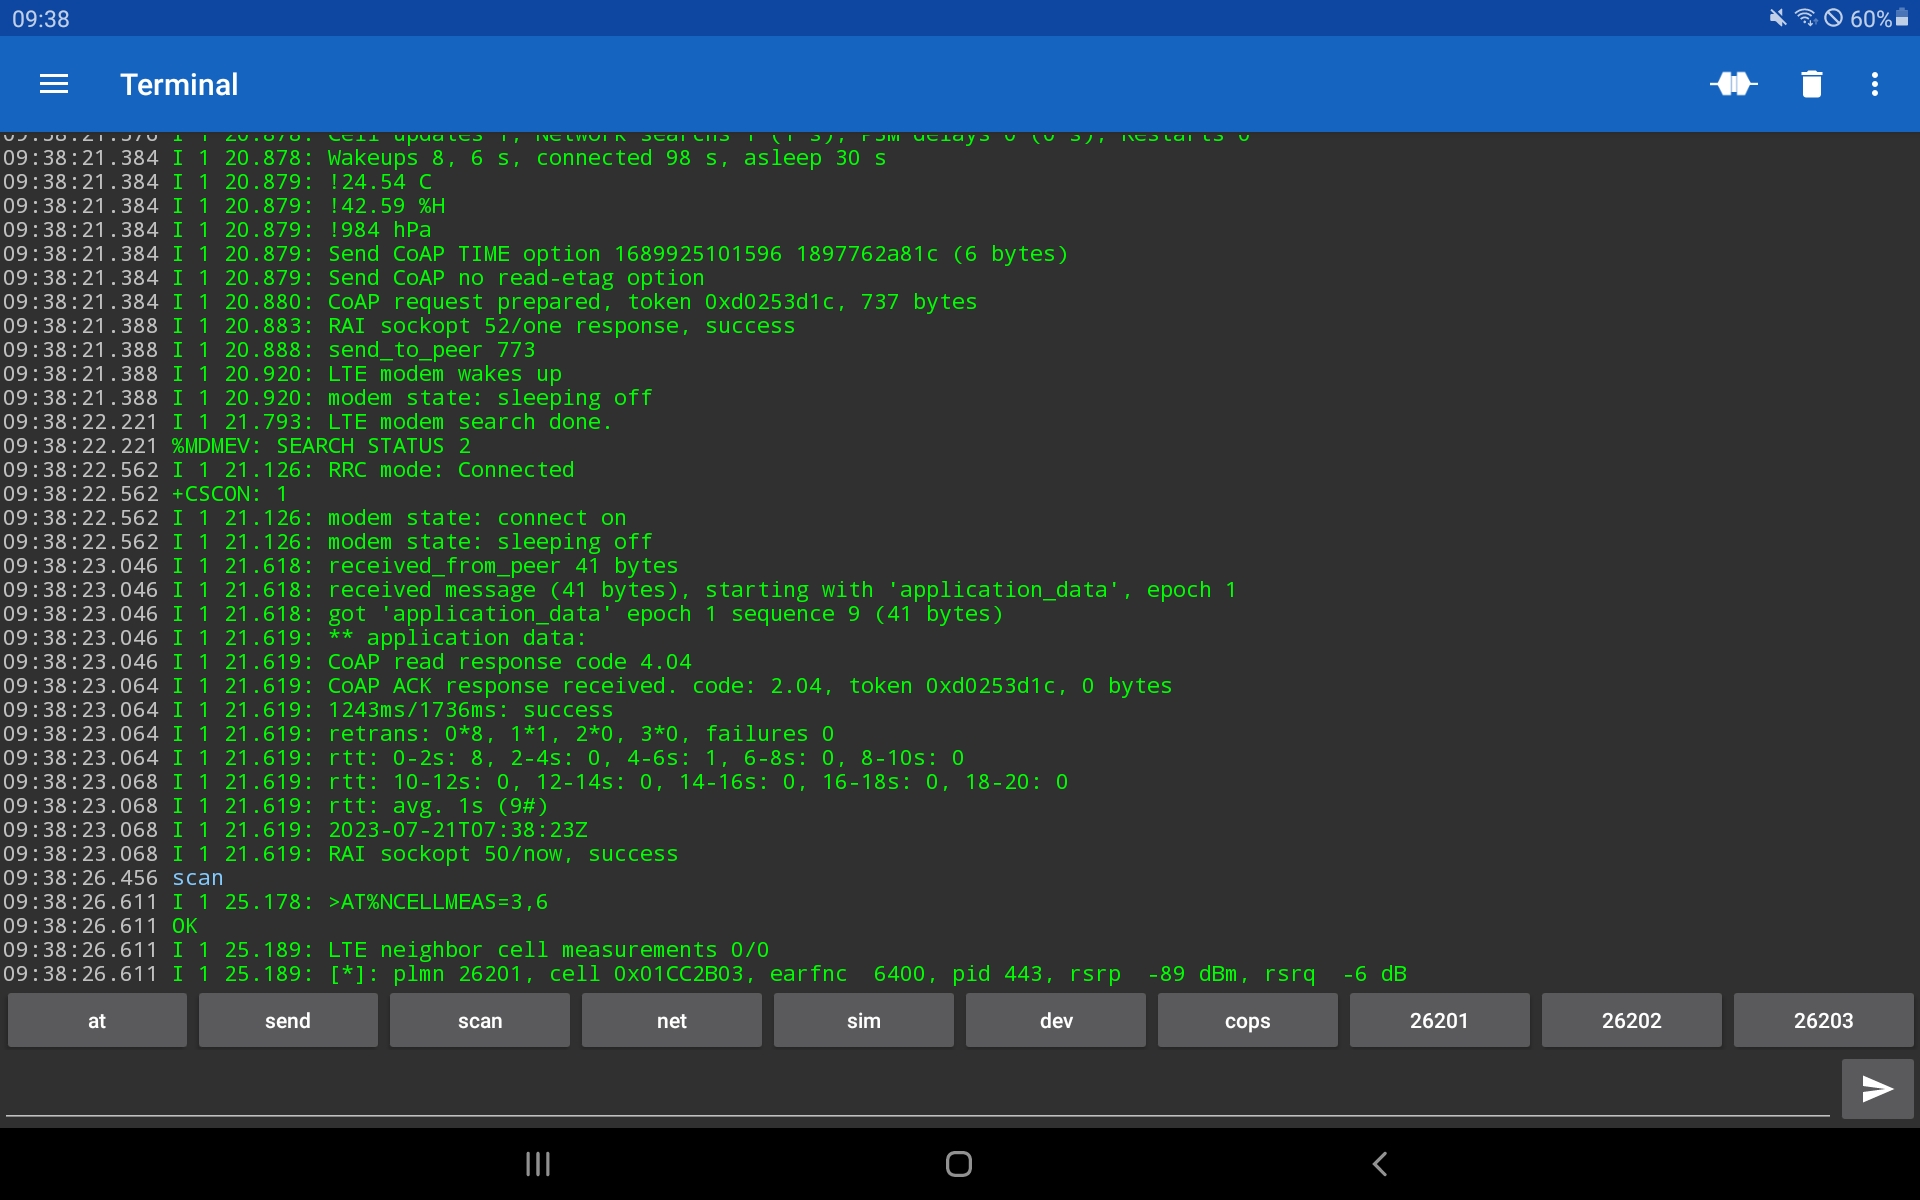 09:38
60%
Terminal
09:38:21.376 I 1 20.878: Cell updates 1, Network searchs 1 (1 s), PSM delays 0 (0 s), Restarts 0
09:38:21.384 I 1 20.878: Wakeups 8, 6 s, connected 98 s, asleep 30 s
09:38:21.384 I 1 20.879: !24.54 C
09:38:21.384 I 1 20.879: !42.59 %H
09:38:21.384 I 1 20.879: !984 hPa
09:38:21.384 I 1 20.879: Send CoAP TIME option 1689925101596 1897762a81c (6 bytes)
09:38:21.384 I 1 20.879: Send CoAP no read-etag option
09:38:21.384 I 1 20.880: CoAP request prepared, token 0xd0253d1c, 737 bytes
09:38:21.388 I 1 20.883: RAI sockopt 52/one response, success
09:38:21.388 I 1 20.888: send_to_peer 773
09:38:21.388 I 1 20.920: LTE modem wakes up
09:38:21.388 I 1 20.920: modem state: sleeping off
09:38:22.221 I 1 21.793: LTE modem search done.
09:38:22.221 %MDMEV: SEARCH STATUS 2
09:38:22.562 I 1 21.126: RRC mode: Connected
09:38:22.562 +CSCON: 1
09:38:22.562 I 1 21.126: modem state: connect on
09:38:22.562 I 1 21.126: modem state: sleeping off
09:38:23.046 I 1 21.618: received_from_peer 41 bytes
09:38:23.046 I 1 21.618: received message (41 bytes), starting with 'application_data', epoch 1
09:38:23.046 I 1 21.618: got 'application_data' epoch 1 sequence 9 (41 bytes)
09:38:23.046 I 1 21.619: ** application data:
09:38:23.046 I 1 21.619: CoAP read response code 4.04
09:38:23.064 I 1 21.619: CoAP ACK response received. code: 2.04, token 0xd0253d1c, 0 bytes
09:38:23.064 I 1 21.619: 1243ms/1736ms: success
09:38:23.064 I 1 21.619: retrans: 0*8, 1*1, 2*0, 3*0, failures 0
09:38:23.064 I 1 21.619: rtt: 0-2s: 8, 2-4s: 0, 4-6s: 1, 6-8s: 0, 8-10s: 0
09:38:23.068 I 1 21.619: rtt: 10-12s: 0, 12-14s: 0, 14-16s: 0, 16-18s: 0, 18-20: 0
09:38:23.068 I 1 21.619: rtt: avg. 1s (9#)
09:38:23.068 I 1 21.619: 2023-07-21T07:38:23Z
09:38:23.068 I 1 21.619: RAI sockopt 50/now, success
09:38:26.456 scan
09:38:26.611 I 1 25.178: >AT%NCELLMEAS=3,6
09:38:26.611 OK
09:38:26.611 I 1 25.189: LTE neighbor cell measurements 0/0
09:38:26.611 I 1 25.189: [*]: plmn 26201, cell 0x01CC2B03, earfnc  6400, pid 443, rsrp  -89 dBm, rsrq  -6 dB
at send scan net sim dev cops 26201 26202 26203